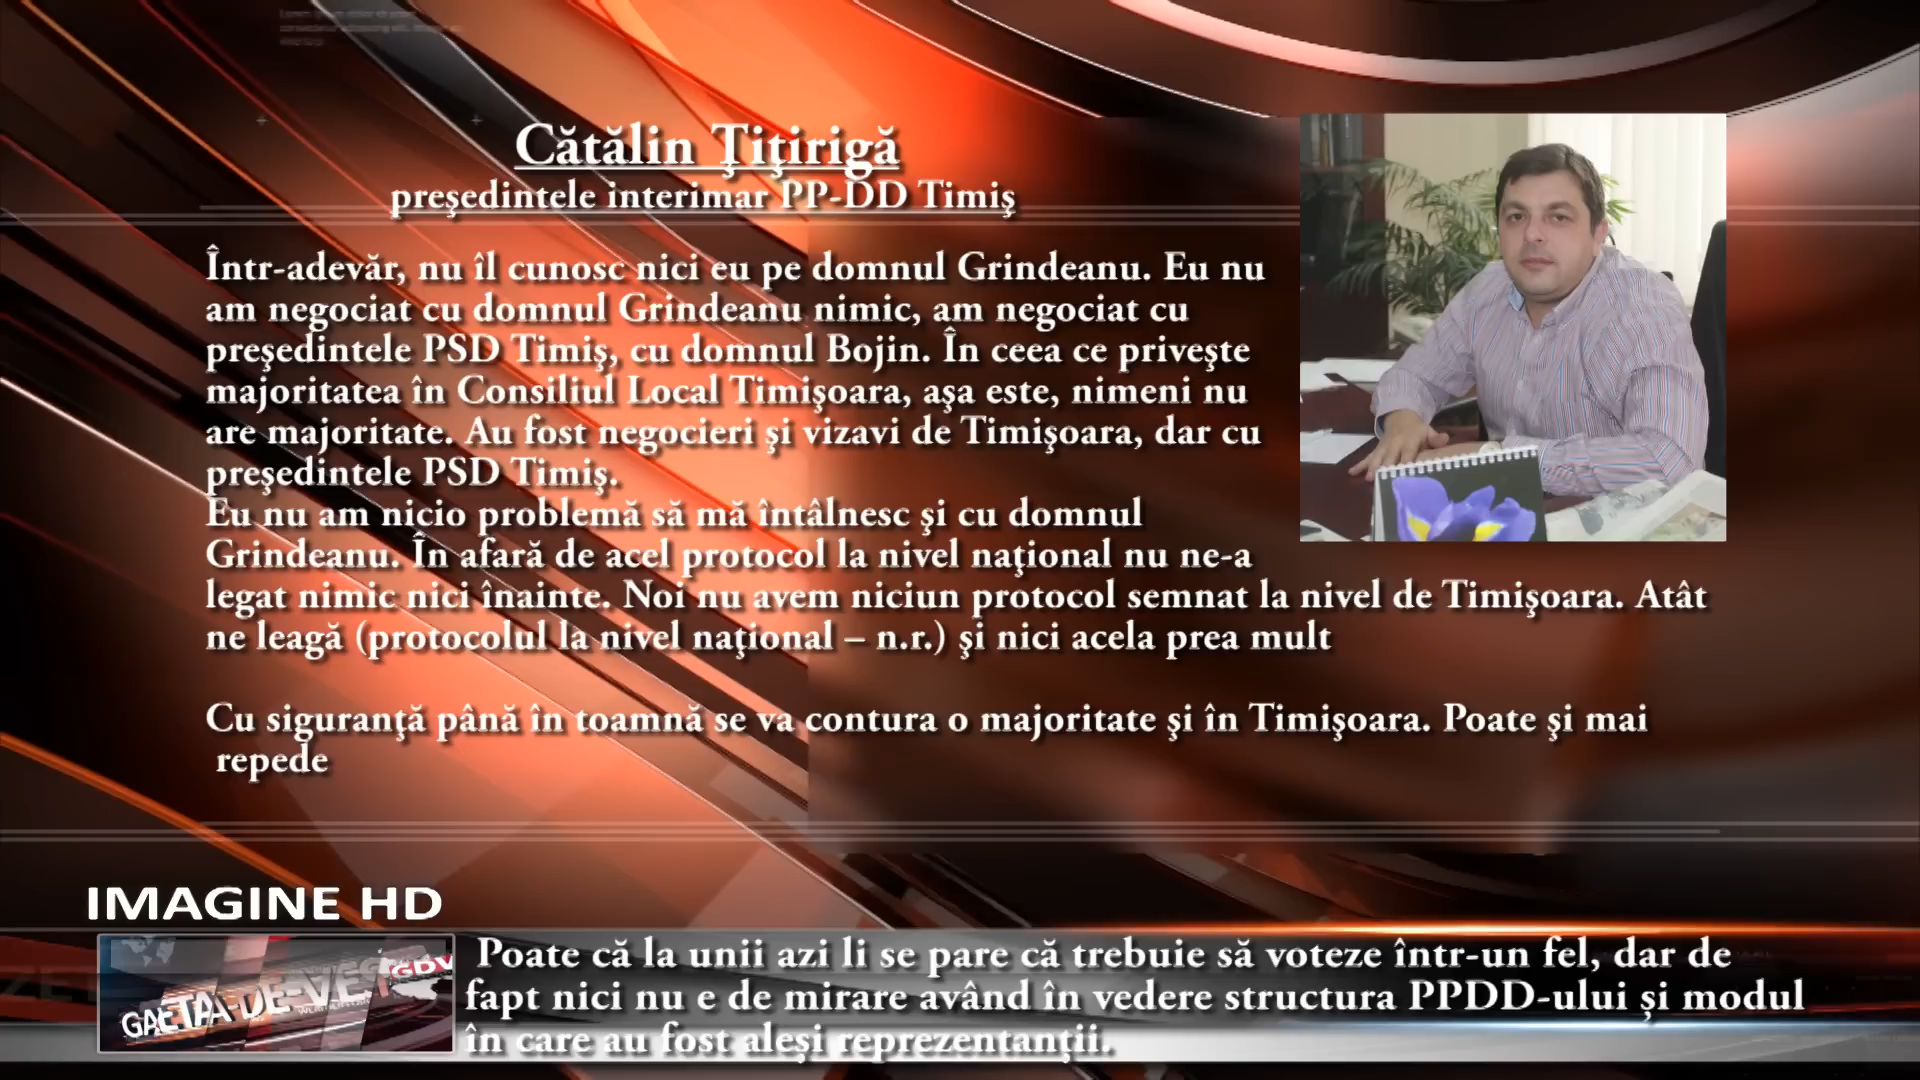 Cătălin Ţiţirigă
preşedintele interimar PP-DD Timiş
Într-adevăr, nu îl cunosc nici eu pe domnul Grindeanu. Eu nu
am negociat cu domnul Grindeanu nimic, am negociat cu
preşedintele PSD Timiş, cu domnul Bojin. În ceea ce priveşte
majoritatea în Consiliul Local Timişoara, aşa este, nimeni nu
are majoritate. Au fost negocieri şi vizavi de Timişoara, dar cu
preşedintele PSD Timiş.
Eu nu am nicio problemă să mă întâlnesc şi cu domnul
Grindeanu. În afară de acel protocol la nivel naţional nu ne-a
legat nimic nici înainte. Noi nu avem niciun protocol semnat la nivel de Timişoara. Atât
ne leagă (protocolul la nivel naţional – n.r.) şi nici acela prea mult
Cu siguranţă până în toamnă se va contura o majoritate şi în Timişoara. Poate şi mai
repede
IMAGINE HD
GDV
Poate că la unii azi li se pare că trebuie să voteze într-un fel, dar de
fapt nici nu e de mirare având în vedere structura PPDD-ului și modul
în care au fost aleși reprezentanții.